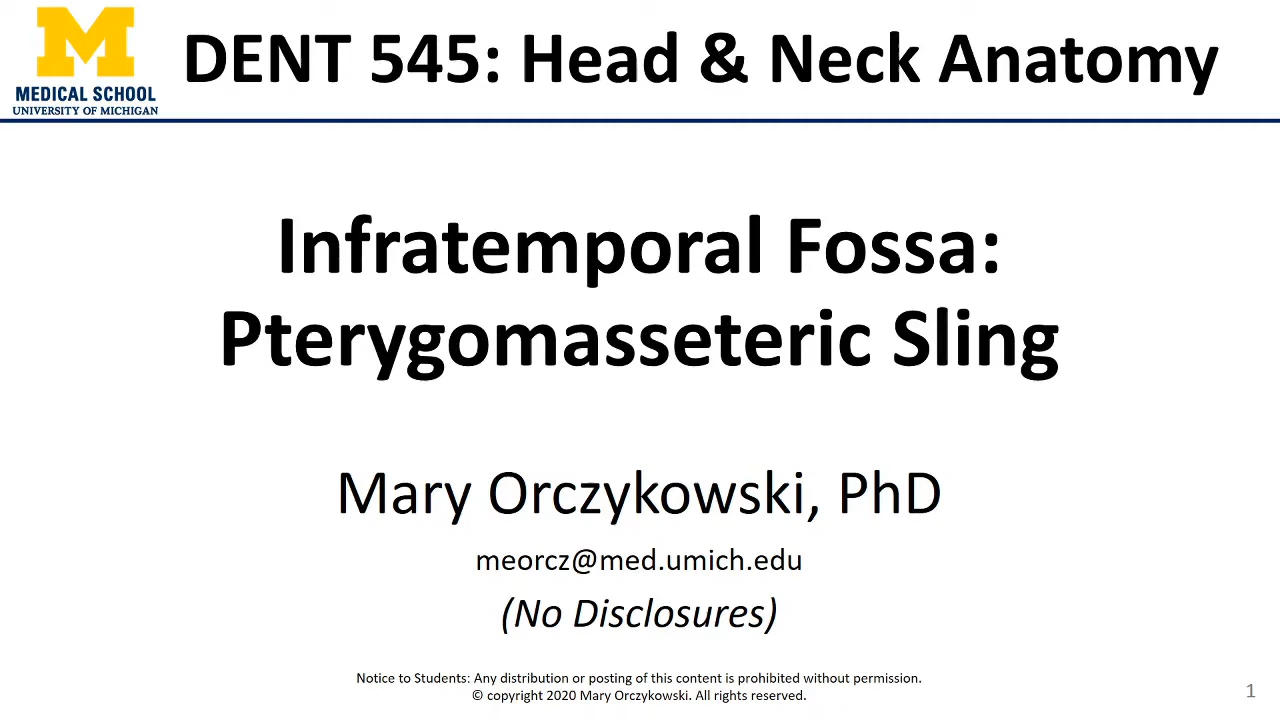 M
MEDICAL SCHOOL
UNIVERSITY OF MICHIGAN
DENT 545: Head & Neck Anatomy
Infratemporal Fossa:
Pterygomasseteric Sling
Mary Orczykowski, PhD
meorcz@med.umich.edu
(No Disclosures)
Notice to Students: Any distribution or posting of this content is prohibited without permission.
© copyright 2020 Mary Orczykowski. All rights reserved.
1